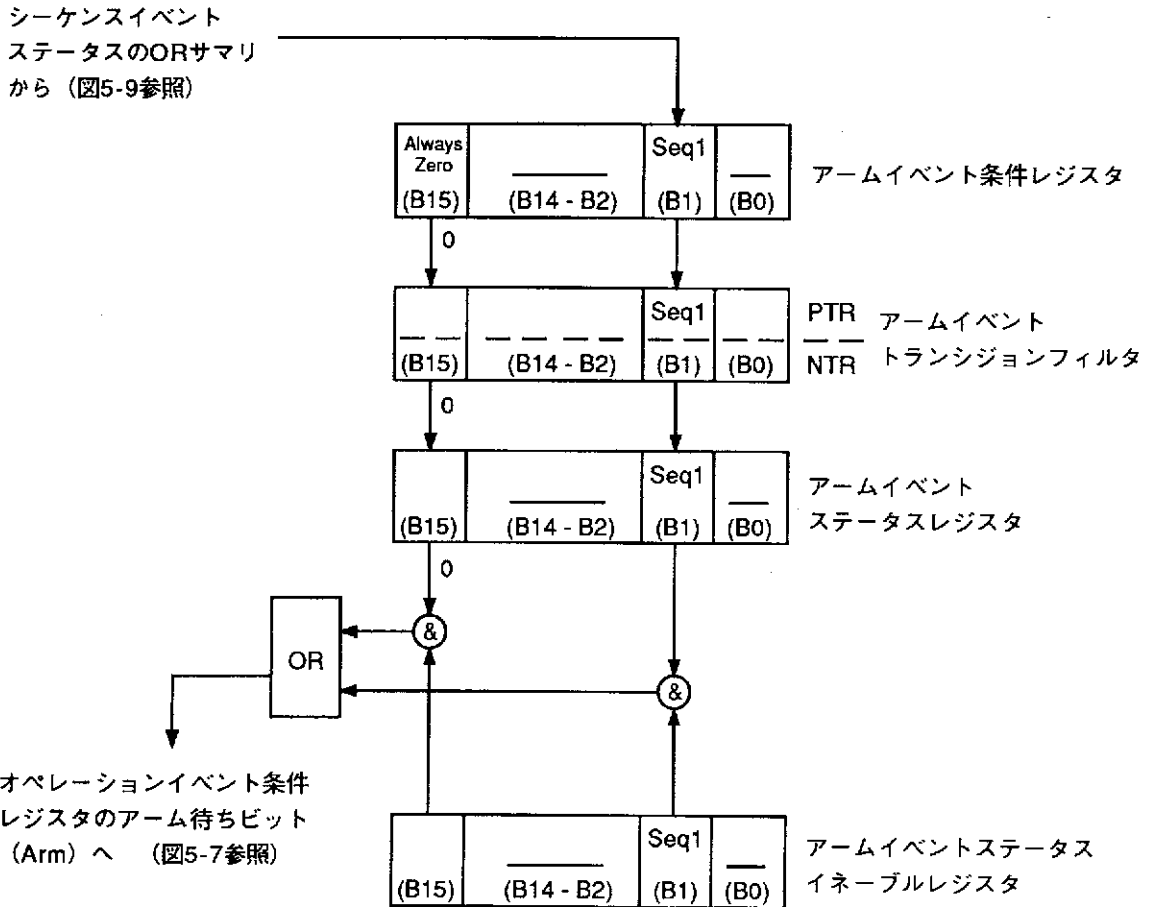 シーケンスイベント
ステータスのORサマリ
から（図5-9参照）
Always
Zero
(B15)
(B14 - B2)
Seq1
(B1)
(B0)
アームイベント条件レジスタ
0
(B15)
(B14 - B2)
Seq1
(B1)
(B0)
PTR
NTR
アームイベント
トランシジョンフィルタ
0
(B15)
(B14 - B2)
Seq1
(B1)
(B0)
アームイベント
ステータスレジスタ
0
&
OR
&
オペレーションイベント条件
レジスタのアーム待ちビット
（Arm）へ （図5-7参照）
(B15)
(B14 - B2)
Seq1
(B1)
(B0)
アームイベントステータス
イネーブルレジスタ